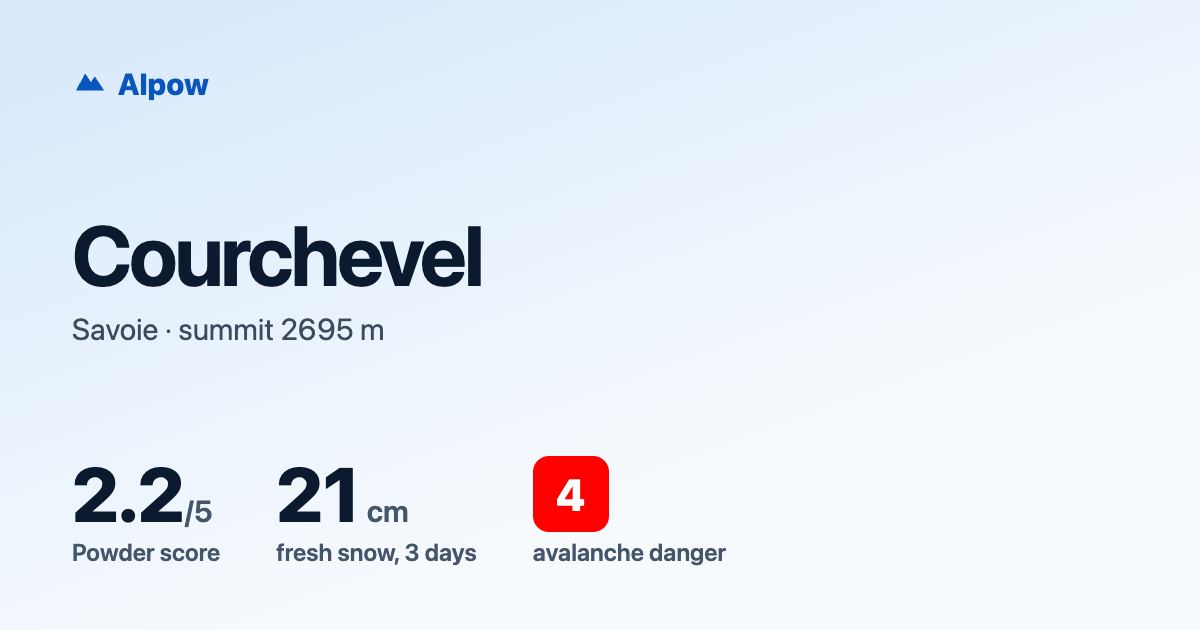 Alpow
Courchevel
Savoie · summit 2695 m
2.2/5
Powder score
21 cm
fresh snow, 3 days
4
avalanche danger